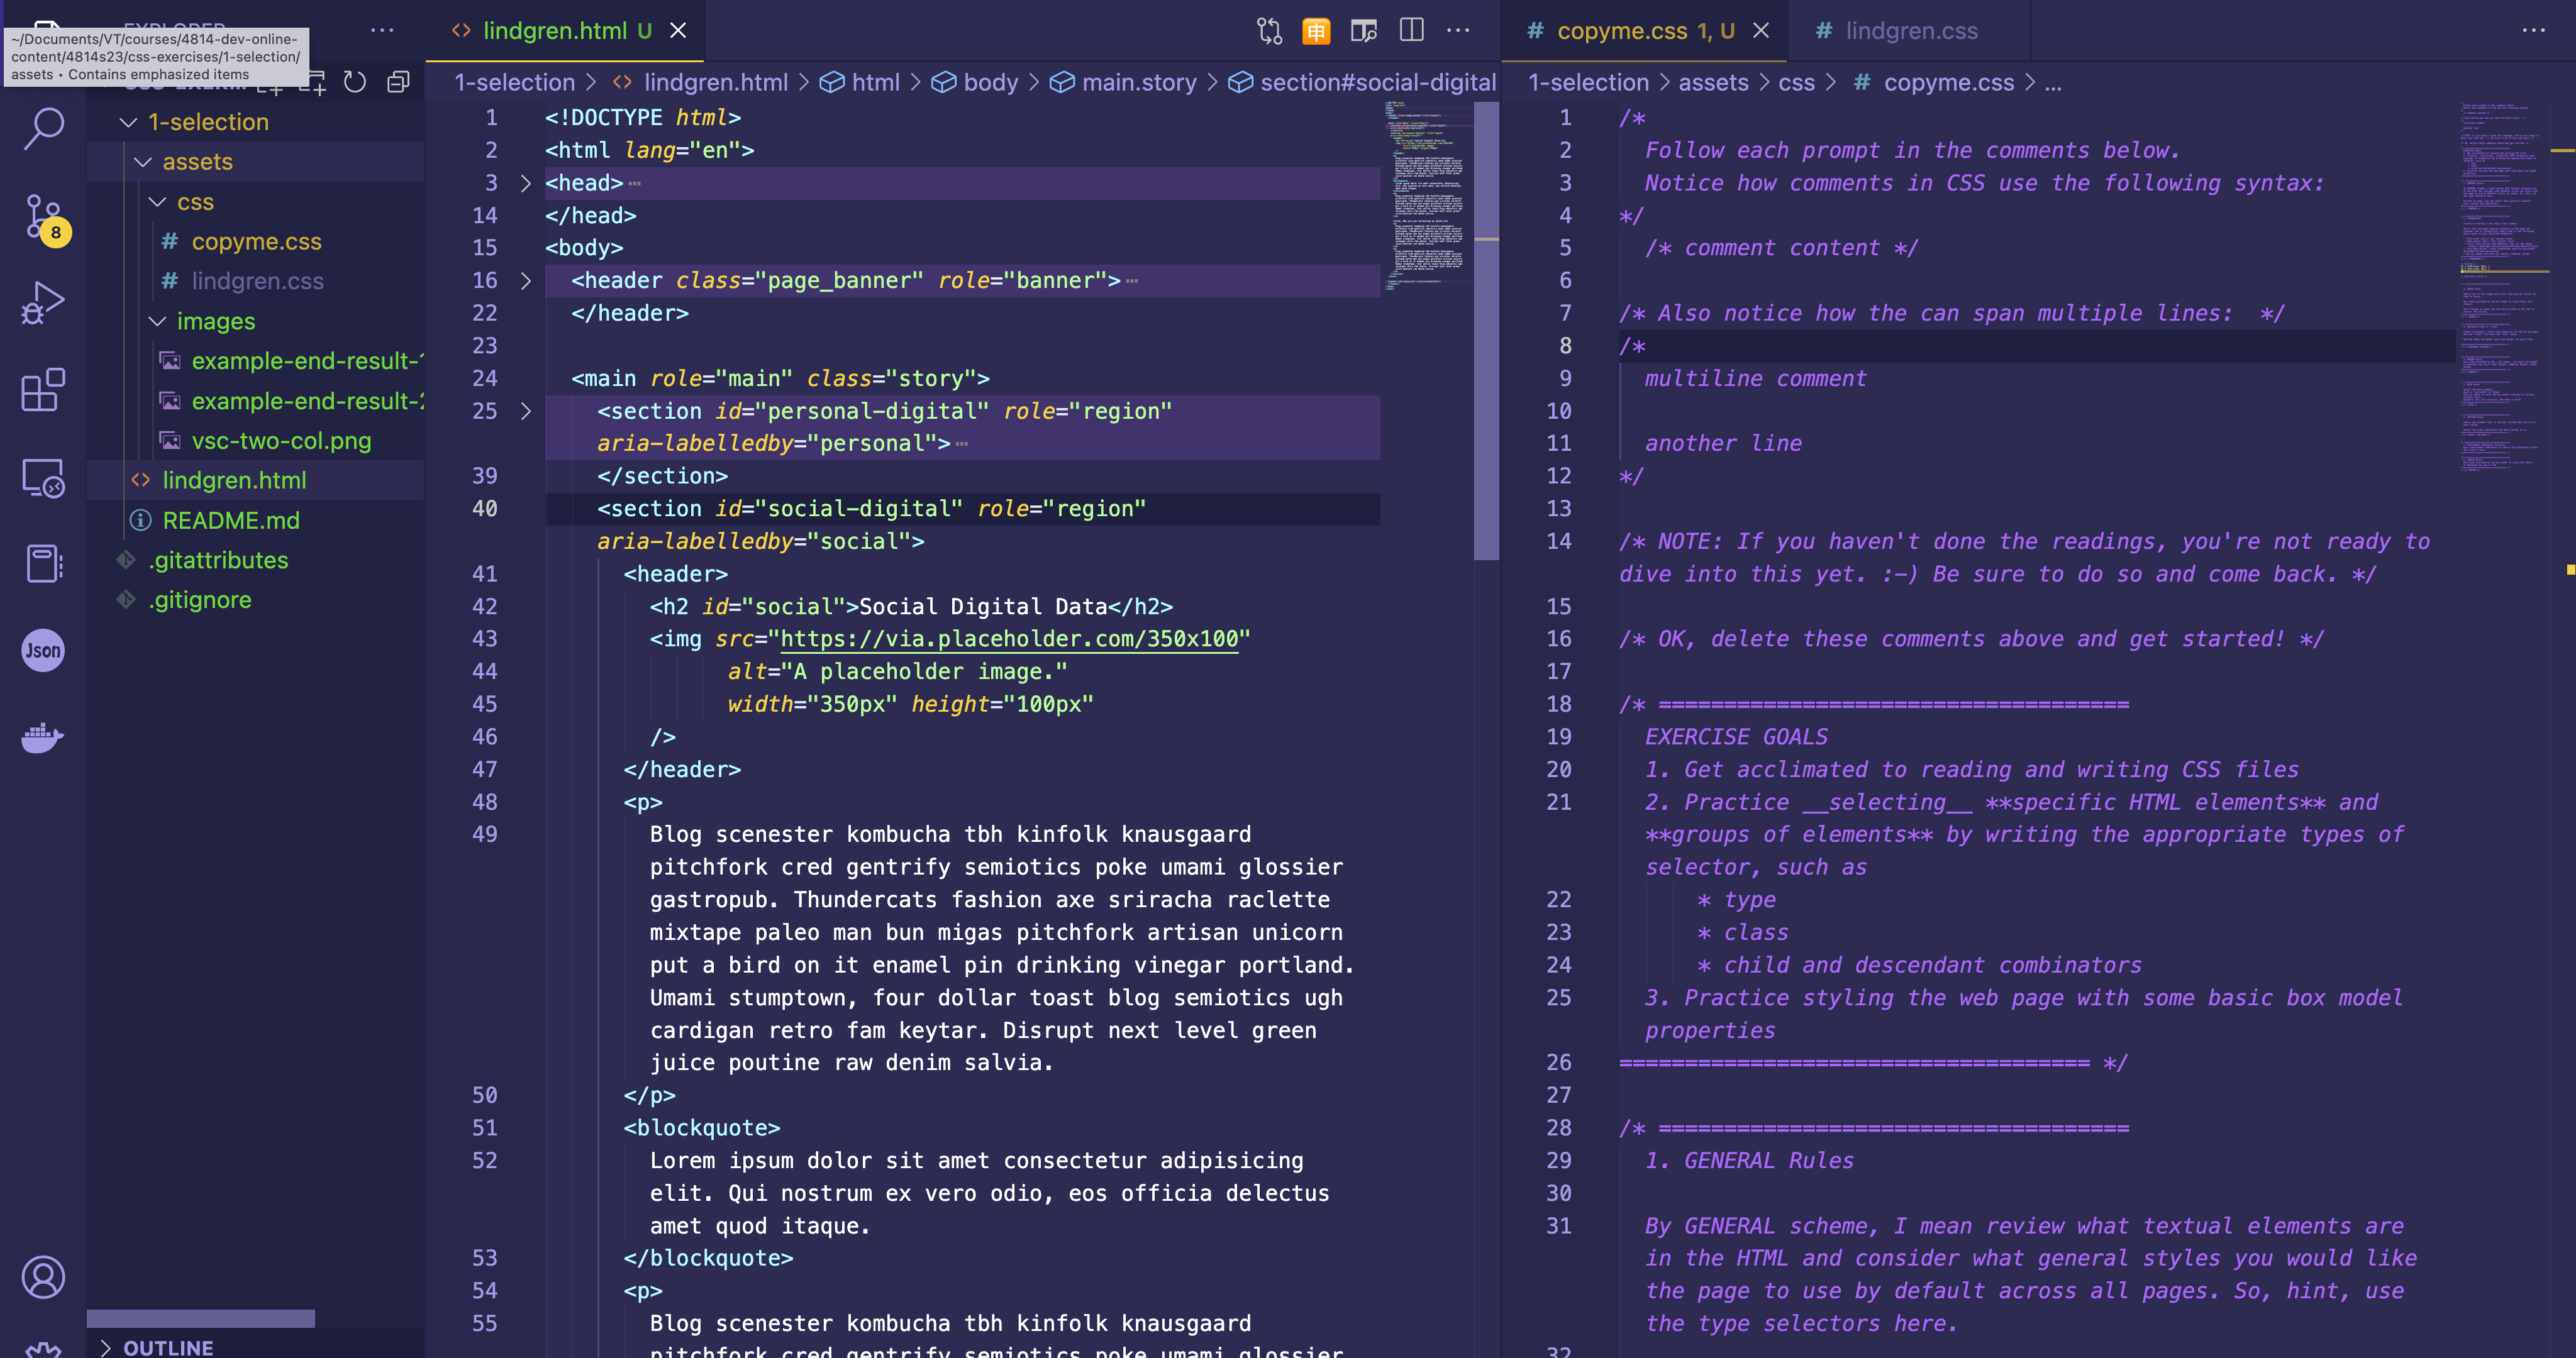 EXPLORER
~/Documents/VT/courses/4814-dev-online-
content/4814s23/css-exercises/1-selection/
assets • Contains emphasized items
1-selection
assets
css
copyme.css
lindgren.css
images
example-end-result-
example-end-result-
vsc-two-col.png
lindgren.html
README.md
.gitattributes
.gitignore
8
Json
OUTLINE
lindgren.html U
1-selection > lindgren.html > html > body > main.story > section#social-digital
1 <!DOCTYPE html>
2 <html lang="en">
3 <head>
14 </head>
15 <body>
16 <header class="page_banner" role="banner">
22 </header>
23
24 <main role="main" class="story">
25 <section id="personal-digital" role="region"
aria-labelledby="personal">
39 </section>
40 <section id="social-digital" role="region"
aria-labelledby="social">
41 <header>
42 <h2 id="social">Social Digital Data</h2>
43 <img src="https://via.placeholder.com/350x100"
44 alt="A placeholder image."
45 width="350px" height="100px"
46 />
47 </header>
48 <p>
49 Blog scenester kombucha tbh kinfolk knausgaard
pitchfork cred gentrify semiotics poke umami glossier
gastropub. Thundercats fashion axe sriracha raclette
mixtape paleo man bun migas pitchfork artisan unicorn
put a bird on it enamel pin drinking vinegar portland.
Umami stumptown, four dollar toast blog semiotics ugh
cardigan retro fam keytar. Disrupt next level green
juice poutine raw denim salvia.
50 </p>
51 <blockquote>
52 Lorem ipsum dolor sit amet consectetur adipisicing
elit. Qui nostrum ex vero odio, eos officia delectus
amet quod itaque.
53 </blockquote>
54 <p>
55 Blog scenester kombucha tbh kinfolk knausgaard
pitchfork cred gentrify semiotics poke umami glossier
copyme.css 1, U
lindgren.css
1-selection > assets > css > copyme.css > ...
1 /*
2 Follow each prompt in the comments below.
3 Notice how comments in CSS use the following syntax:
4 */
5 /* comment content */
6
7 /* Also notice how the can span multiple lines:  */
8 /*
9 multiline comment
10
11 another line
12 */
13
14 /* NOTE: If you haven't done the readings, you're not ready to
dive into this yet. :-) Be sure to do so and come back. */
15
16 /* OK, delete these comments above and get started! */
17
18 /* ====================================
19 EXERCISE GOALS
20 1. Get acclimated to reading and writing CSS files
21 2. Practice __selecting__ **specific HTML elements** and
**groups of elements** by writing the appropriate types of
selector, such as
22 * type
23 * class
24 * child and descendant combinators
25 3. Practice styling the web page with some basic box model
properties
26 ==================================== */
27
28 /* ====================================
29 1. GENERAL Rules
30
31 By GENERAL scheme, I mean review what textual elements are
in the HTML and consider what general styles you would like
the page to use by default across all pages. So, hint, use
the type selectors here.
32